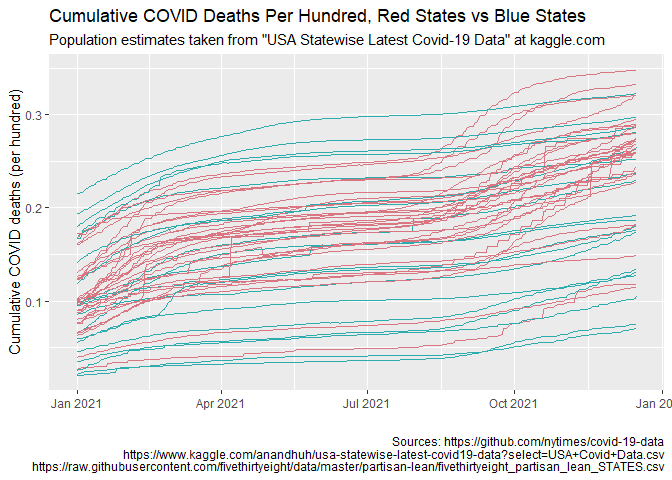 Cumulative COVID Deaths Per Hundred, Red States vs Blue States
Population estimates taken from "USA Statewise Latest Covid-19 Data" at kaggle.com
Cumulative COVID deaths (per hundred)
0.3
0.2
0.1
Jan 2021
Apr 2021
Jul 2021
Oct 2021
Jan 20
Sources: https://github.com/nytimes/covid-19-data
https://www.kaggle.com/anandhuh/usa-statewise-latest-covid19-data?select=USA+Covid+Data.csv
https://raw.githubusercontent.com/fivethirtyeight/data/master/partisan-lean/fivethirtyeight_partisan_lean_STATES.csv